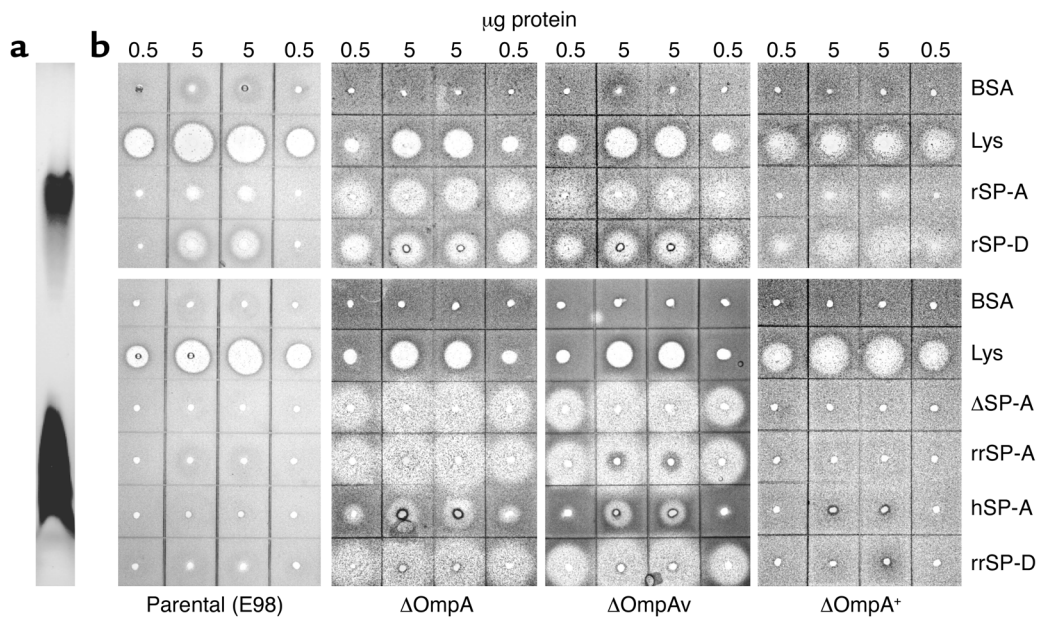 µg protein
a b 0.5 5 5 0.5 0.5 5 5 0.5 0.5 5 5 0.5 0.5 5 5 0.5
BSA
Lys
rSP-A
rSP-D
BSA
Lys
ΔSP-A
rrSP-A
hSP-A
rrSP-D
Parental (E98) ΔOmpA ΔOmpAv ΔOmpA⁺